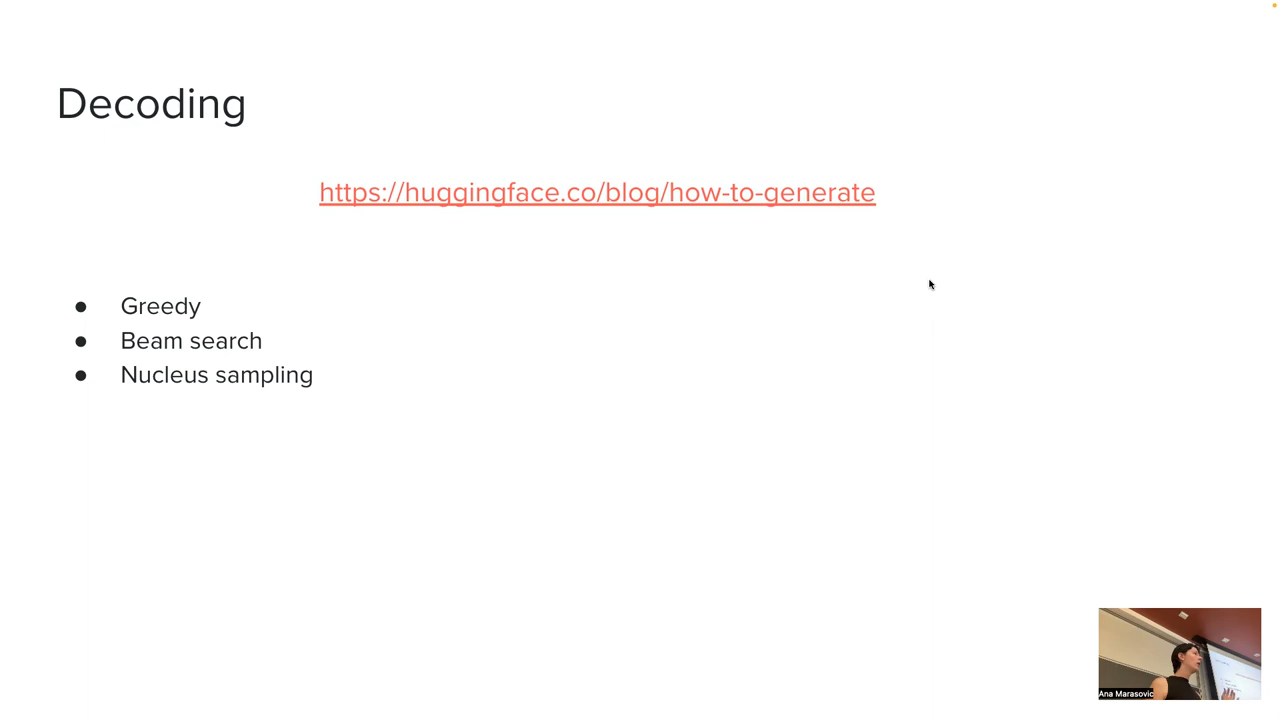 Decoding
https://huggingface.co/blog/how-to-generate
● Greedy
● Beam search
● Nucleus sampling
Ana Marasovic